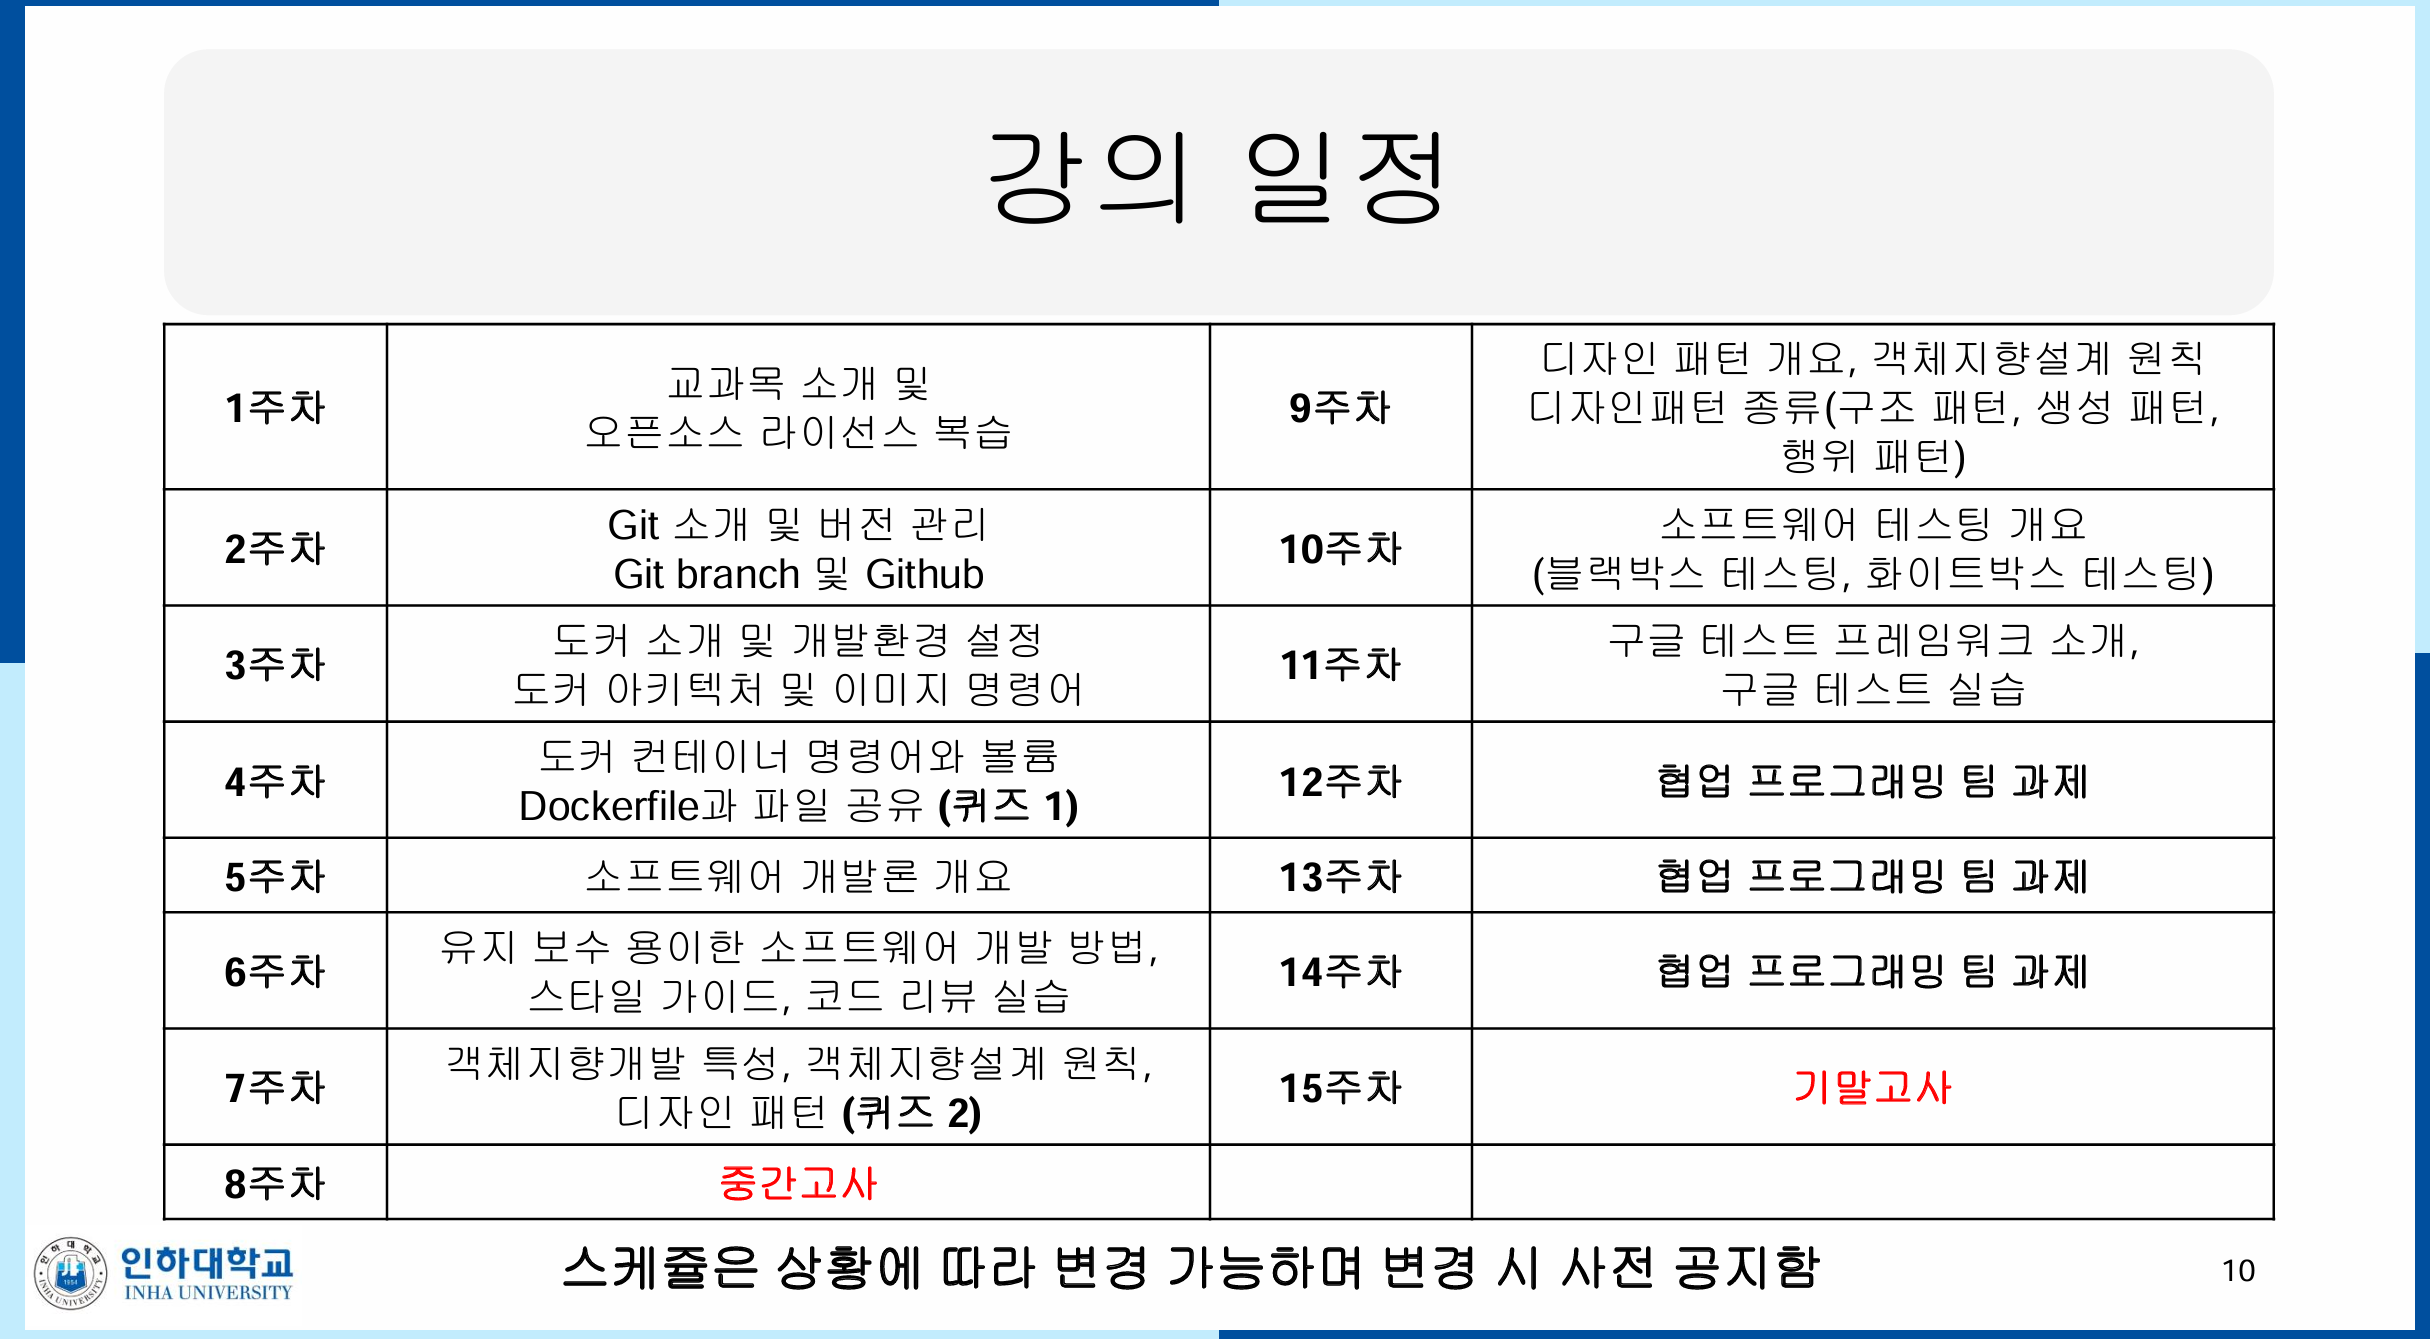 강의 일정
1주차
교과목 소개 및
오픈소스 라이선스 복습
9주차
디자인 패턴 개요, 객체지향설계 원칙
디자인패턴 종류(구조 패턴, 생성 패턴,
행위 패턴)
2주차
Git 소개 및 버전 관리
Git branch 및 Github
10주차
소프트웨어 테스팅 개요
(블랙박스 테스팅, 화이트박스 테스팅)
3주차
도커 소개 및 개발환경 설정
도커 아키텍처 및 이미지 명령어
11주차
구글 테스트 프레임워크 소개,
구글 테스트 실습
4주차
도커 컨테이너 명령어와 볼륨
Dockerfile과 파일 공유 (퀴즈 1)
12주차
협업 프로그래밍 팀 과제
5주차
소프트웨어 개발론 개요
13주차
협업 프로그래밍 팀 과제
6주차
유지 보수 용이한 소프트웨어 개발 방법,
스타일 가이드, 코드 리뷰 실습
14주차
협업 프로그래밍 팀 과제
7주차
객체지향개발 특성, 객체지향설계 원칙,
디자인 패턴 (퀴즈 2)
15주차
기말고사
8주차
중간고사
인하대학교
1954
INHA UNIVERSITY
인하대학교
INHA UNIVERSITY
스케쥴은 상황에 따라 변경 가능하며 변경 시 사전 공지함
10